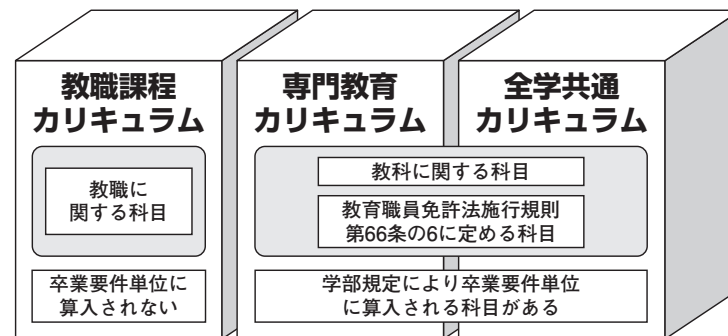 教職課程
カリキュラム
専門教育
カリキュラム
全学共通
カリキュラム
教職に
関する科目
教科に関する科目
教育職員免許法施行規則
第66条の6に定める科目
卒業要件単位に
算入されない
学部規定により卒業要件単位
に算入される科目がある